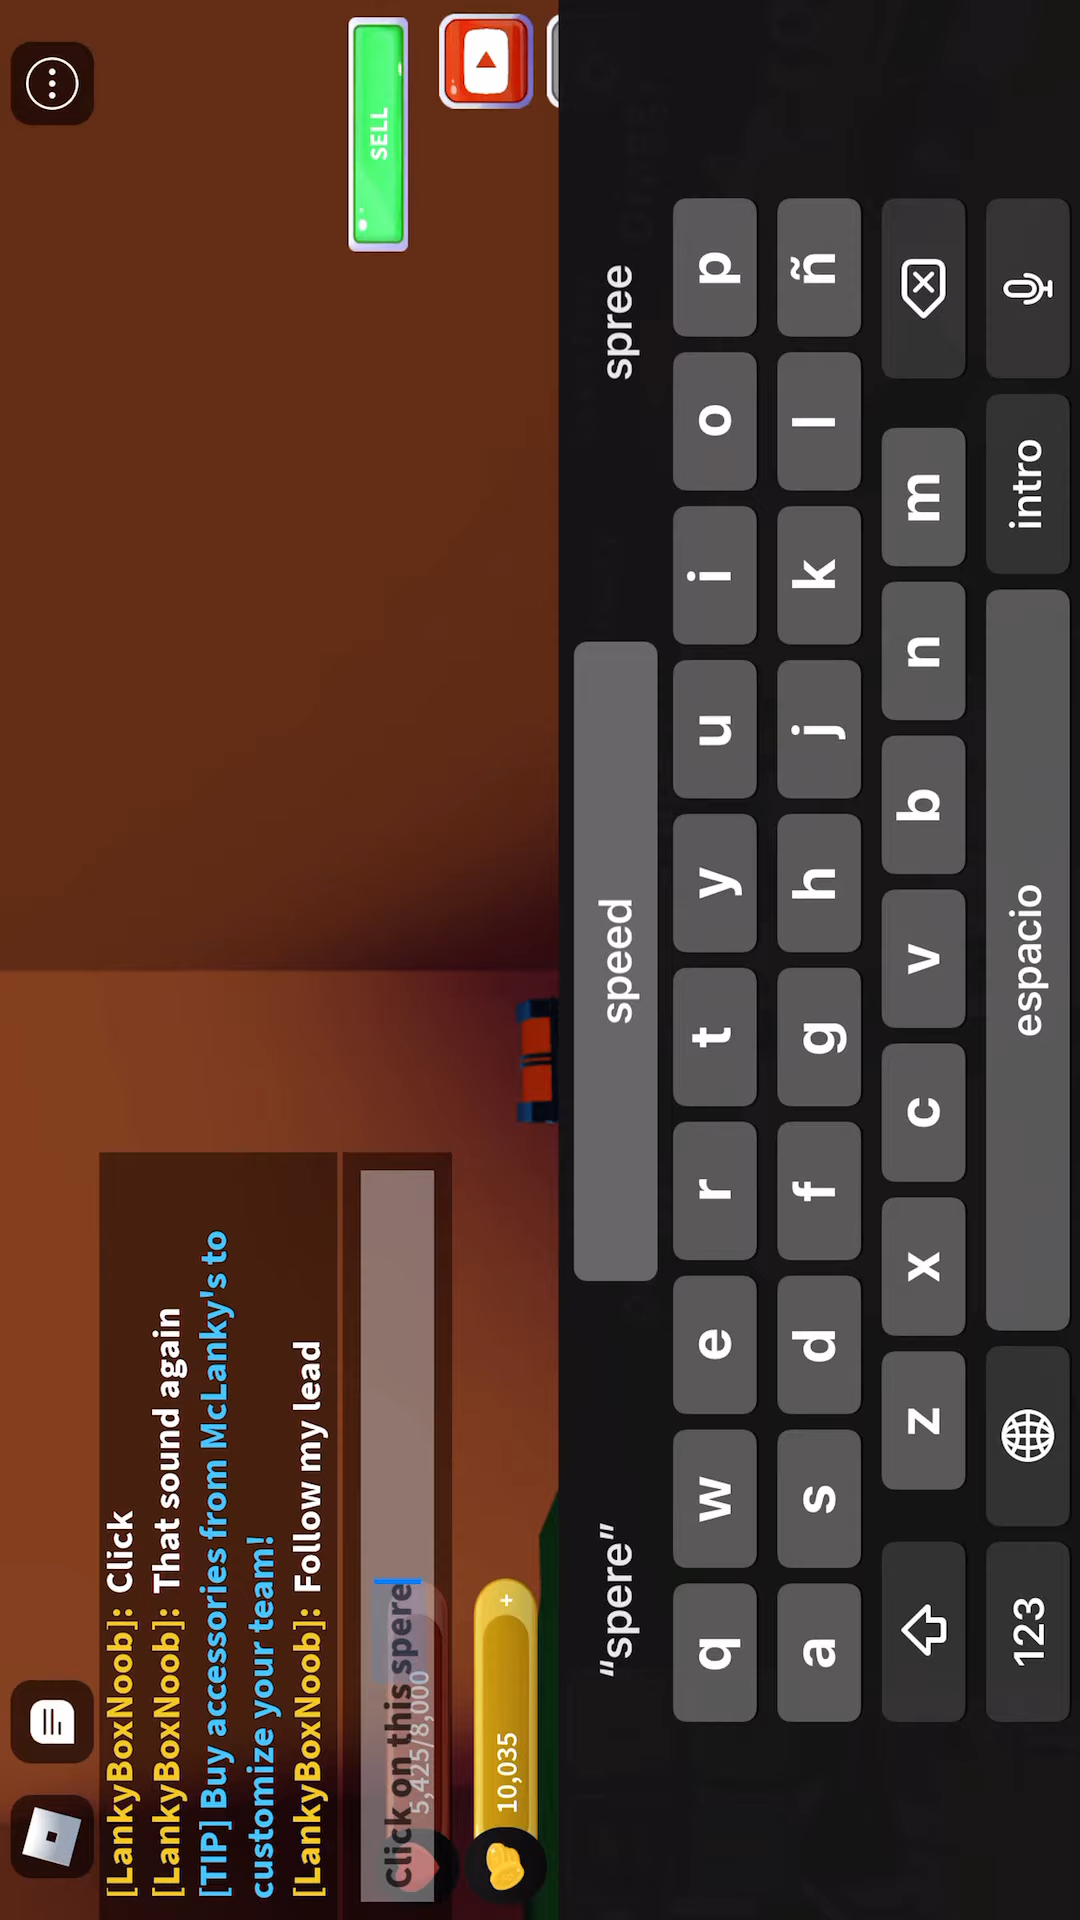 [LankyBoxNoob]: Click
[LankyBoxNoob]: That sound again
[TIP] Buy accessories from McLanky's to
customize your team!
[LankyBoxNoob]: Follow my lead
SELL
Click on this spere
5,425/8,000
10,035
+
"spere" speed spree
q w e r t y u i o p
a s d f g h j k l ñ
z x c v b n m
123 espacio intro